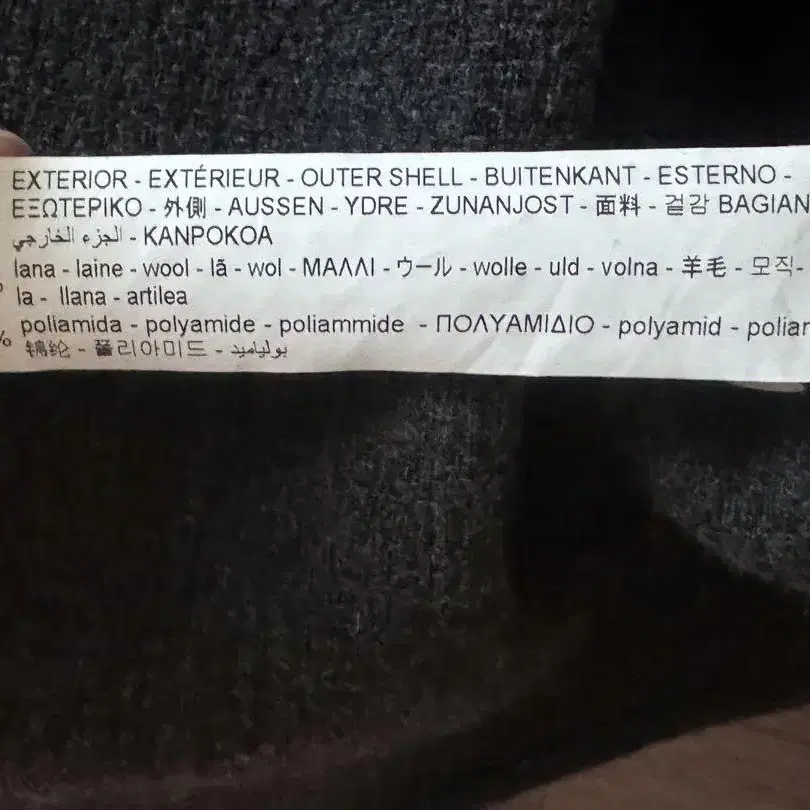 EXTERIOR - EXTÉRIEUR - OUTER SHELL - BUITENKANT - ESTERNO -
ΕΞΩΤΕΡΙΚΟ - 外側 - AUSSEN - YDRE - ZUNANJOST - 面料 - 겉감 BAGIAN
الجزء الخارجي - KANPOKOA
lana - laine - wool - lã - wol - ΜΑΛΛΙ - ウール - wolle - uld - volna - 羊毛 - 모직 -
la - llana - artilea
% poliamida - polyamide - poliammide - ΠΟΛΥΑΜΙΔΙΟ - polyamid - poliam
锦纶 - 폴리아미드 - بولياميد